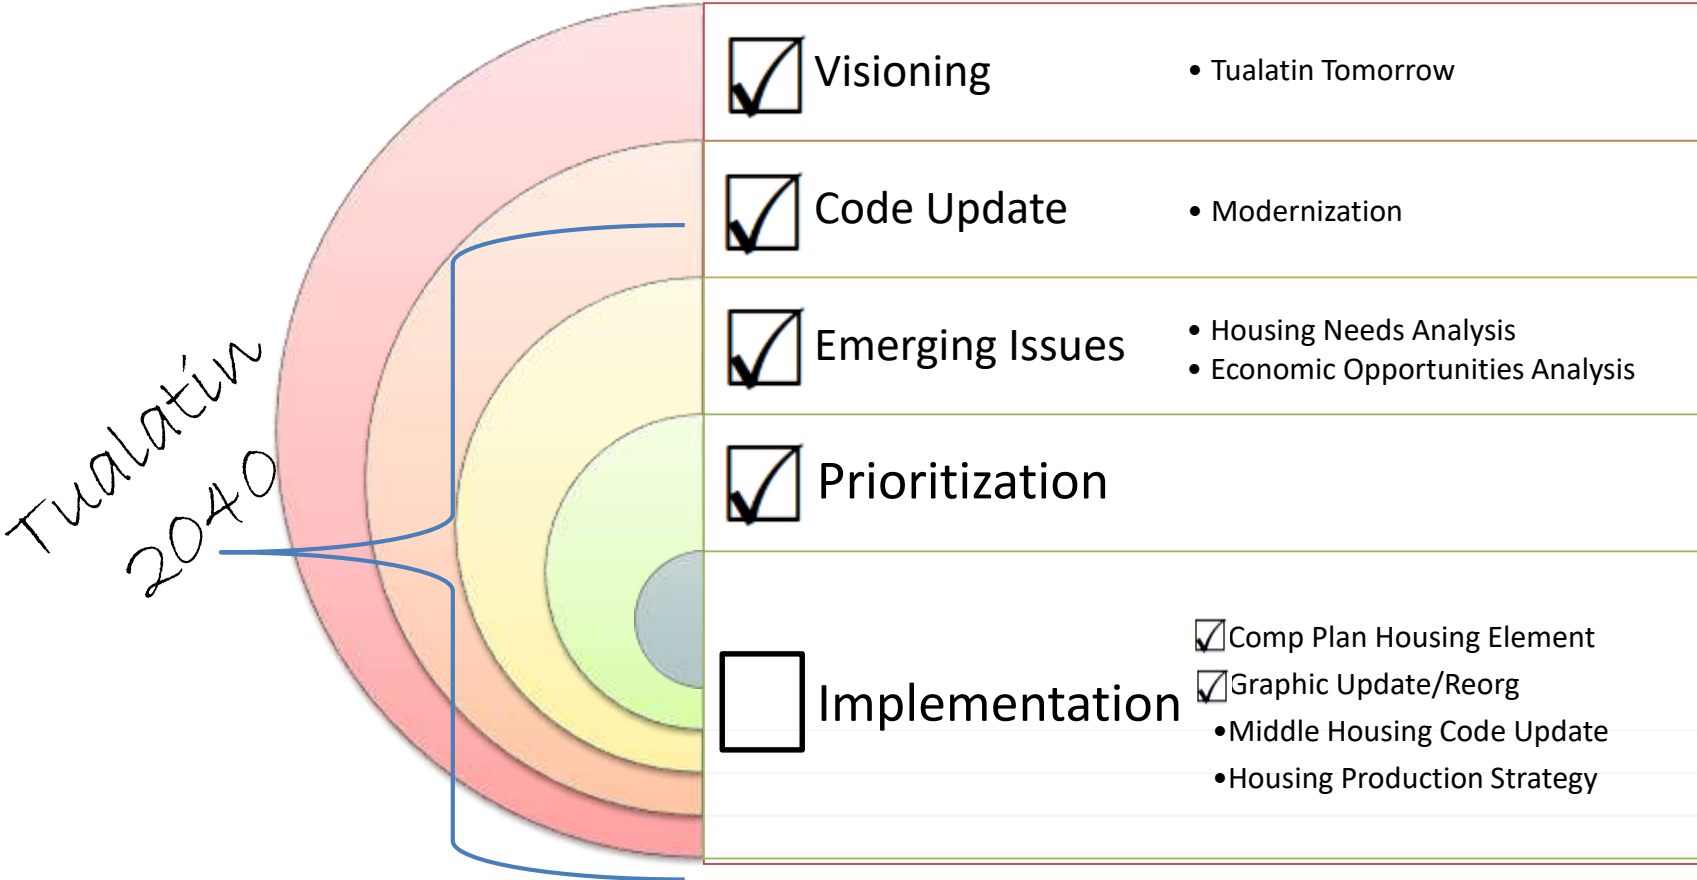 Tualatin
2040
Visioning
• Tualatin Tomorrow
Code Update
• Modernization
Emerging Issues
• Housing Needs Analysis
• Economic Opportunities Analysis
Prioritization
Implementation
Comp Plan Housing Element
Graphic Update/Reorg
•Middle Housing Code Update
•Housing Production Strategy